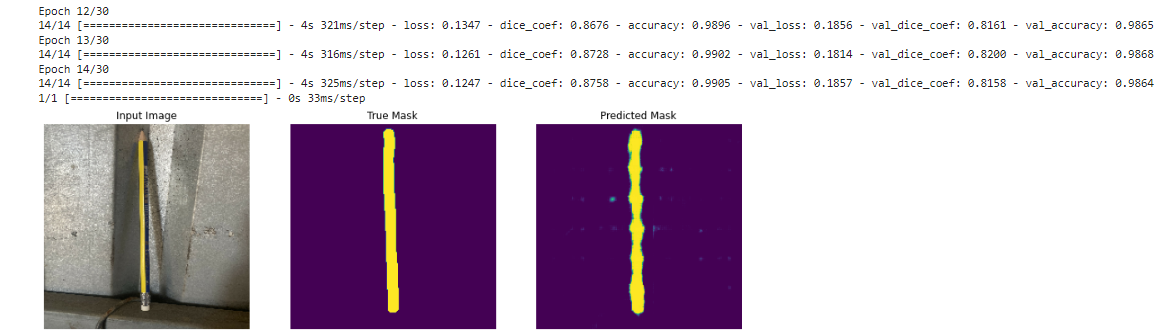 Epoch 12/30
14/14 [==============================] - 4s 321ms/step - loss: 0.1347 - dice_coef: 0.8676 - accuracy: 0.9896 - val_loss: 0.1856 - val_dice_coef: 0.8161 - val_accuracy: 0.9865
Epoch 13/30
14/14 [==============================] - 4s 316ms/step - loss: 0.1261 - dice_coef: 0.8728 - accuracy: 0.9902 - val_loss: 0.1814 - val_dice_coef: 0.8200 - val_accuracy: 0.9868
Epoch 14/30
14/14 [==============================] - 4s 325ms/step - loss: 0.1247 - dice_coef: 0.8758 - accuracy: 0.9905 - val_loss: 0.1857 - val_dice_coef: 0.8158 - val_accuracy: 0.9864
1/1 [==============================] - 0s 33ms/step
Input Image True Mask Predicted Mask